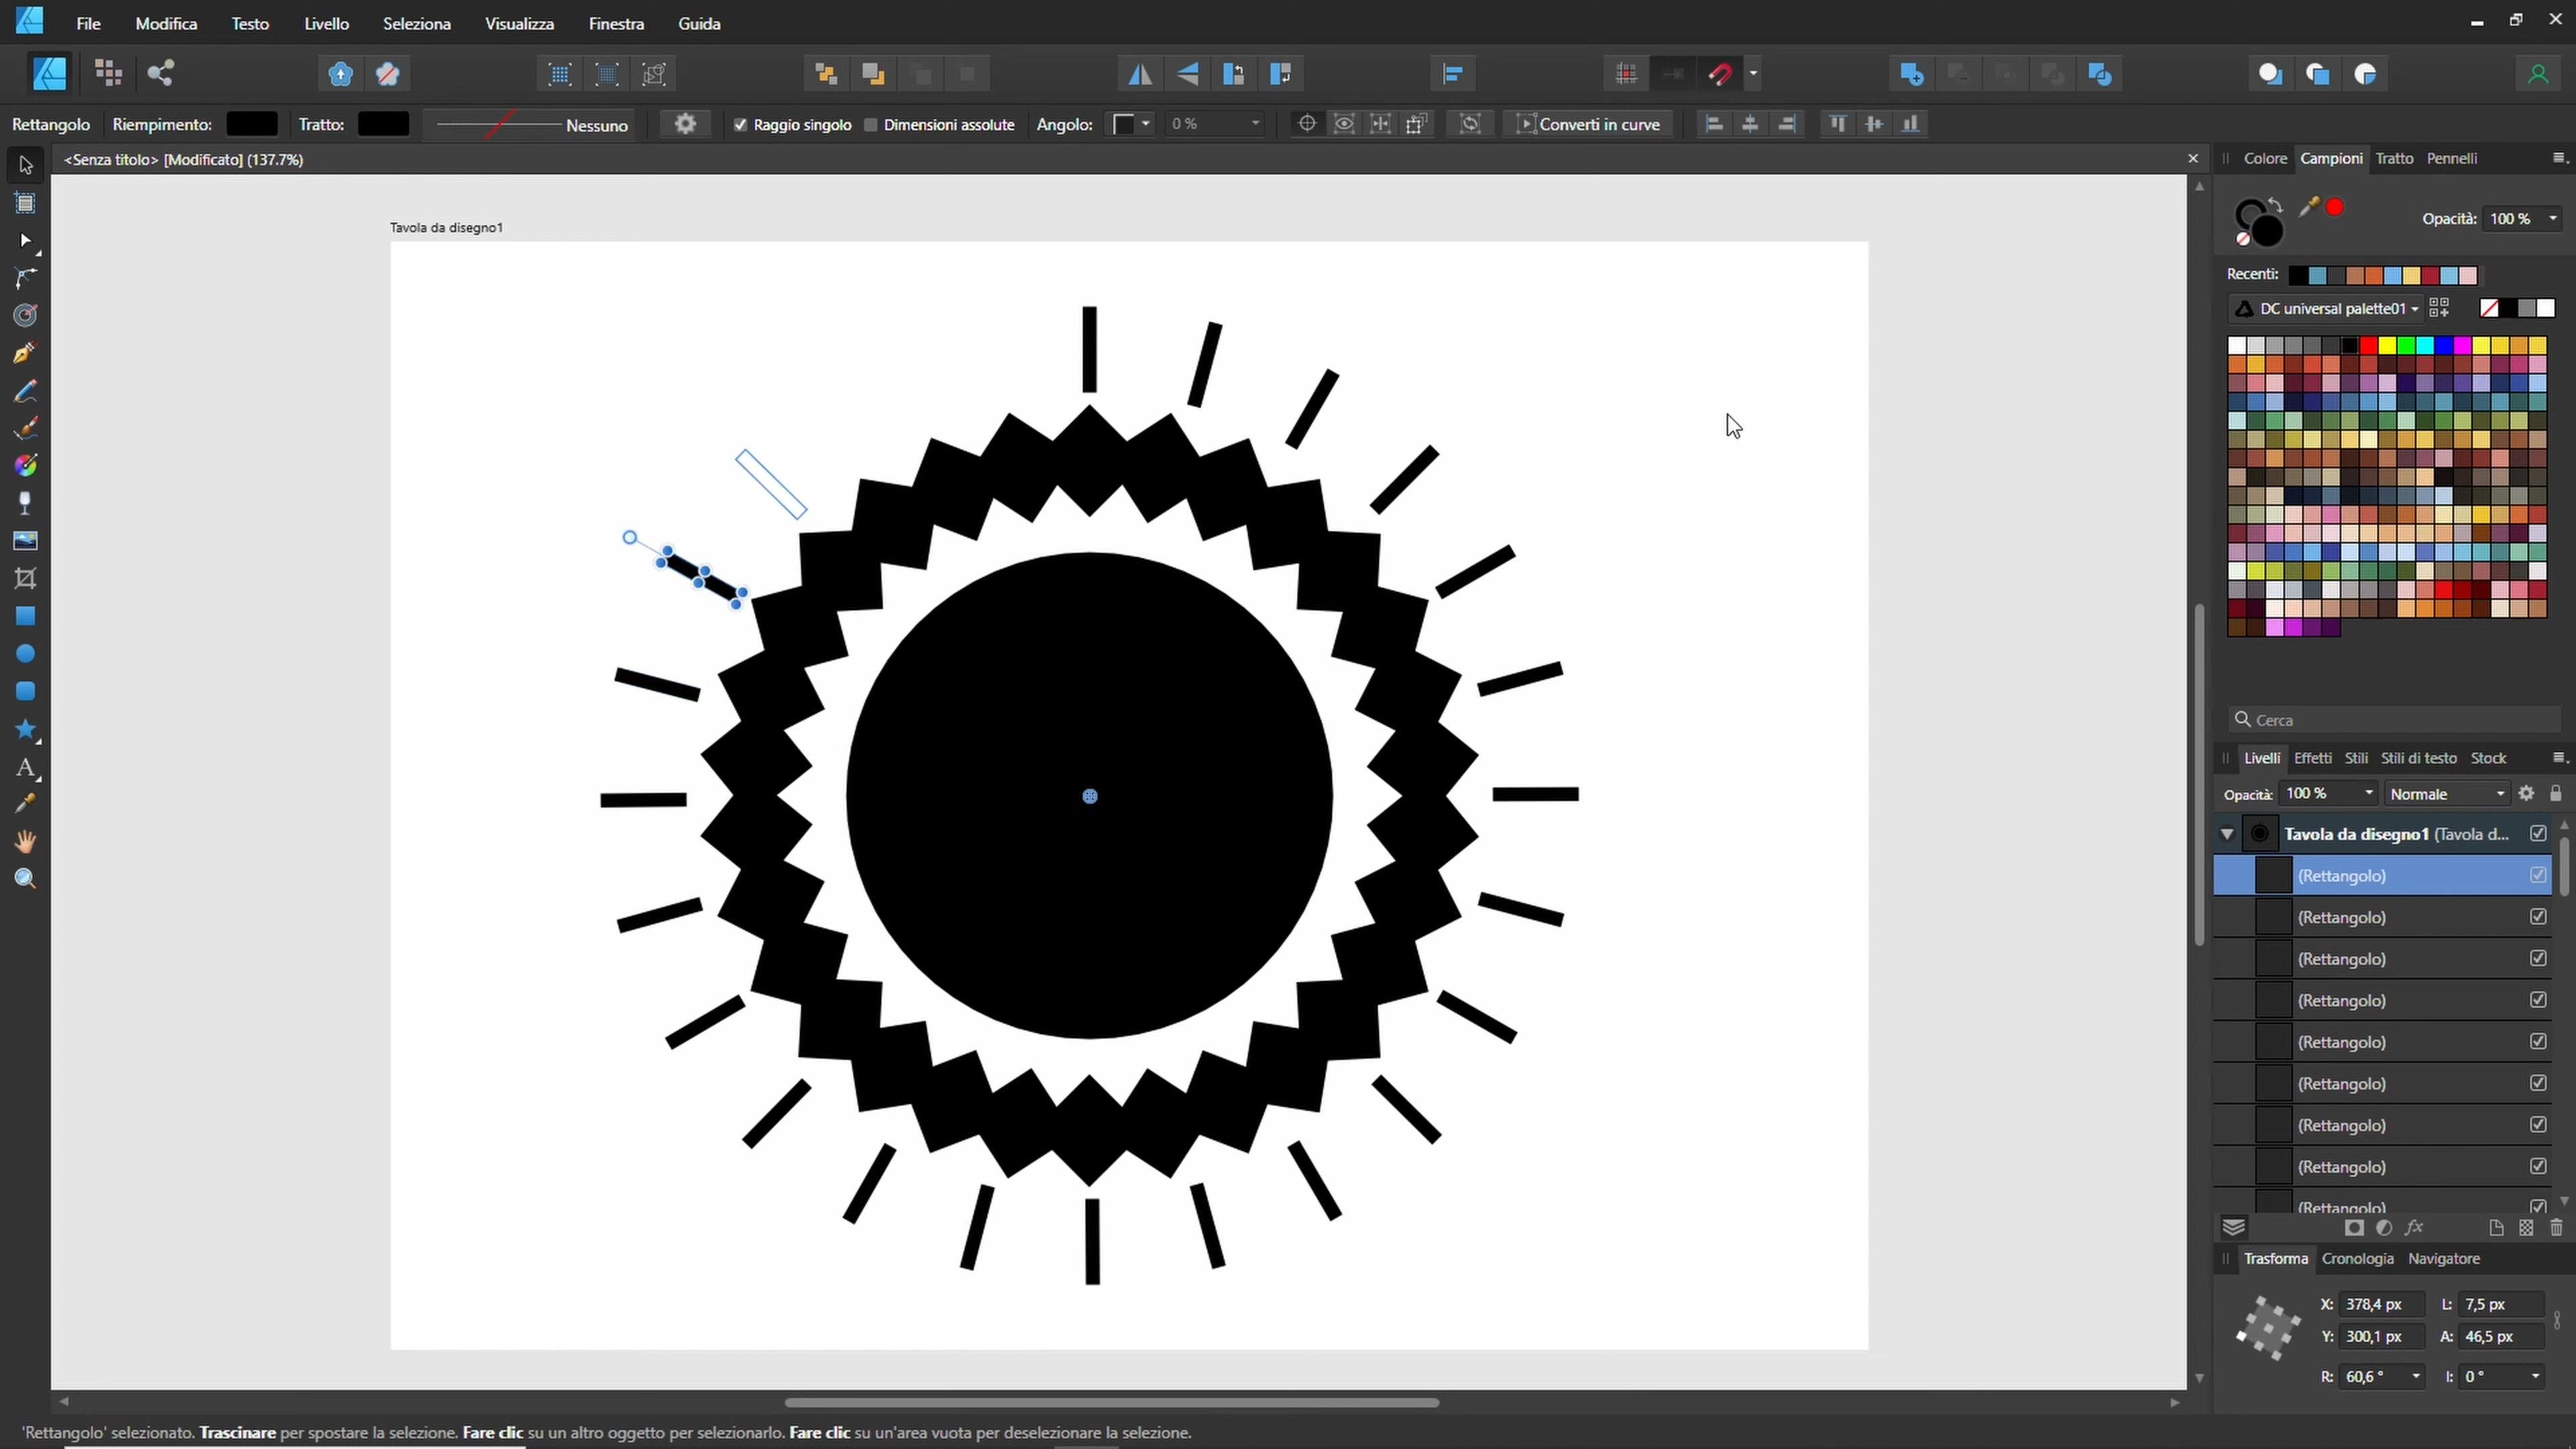 File Modifica Testo Livello Seleziona Visualizza Finestra Guida
Rettangolo Riempimento: Tratto: Nessuno Raggio singolo Dimensioni assolute Angolo: 0 % Converti in curve
<Senza titolo> [Modificato] (137.7%)
Colore Campioni Tratto Pennelli
Opacità: 100 %
Tavola da disegno1
Recenti:
DC universal palette01
Cerca
Livelli Effetti Stili Stili di testo Stock
Opacità: 100 % Normale
Tavola da disegno1 (Tavola d...
(Rettangolo)
(Rettangolo)
(Rettangolo)
(Rettangolo)
(Rettangolo)
(Rettangolo)
(Rettangolo)
(Rettangolo)
(Rettangolo)
Trasforma Cronologia Navigatore
X: 378,4 px L: 7,5 px
Y: 300,1 px A: 46,5 px
R: 60,6 ° I: 0 °
'Rettangolo' selezionato. Trascinare per spostare la selezione. Fare clic su un altro oggetto per selezionarlo. Fare clic su un'area vuota per deselezionare la selezione.